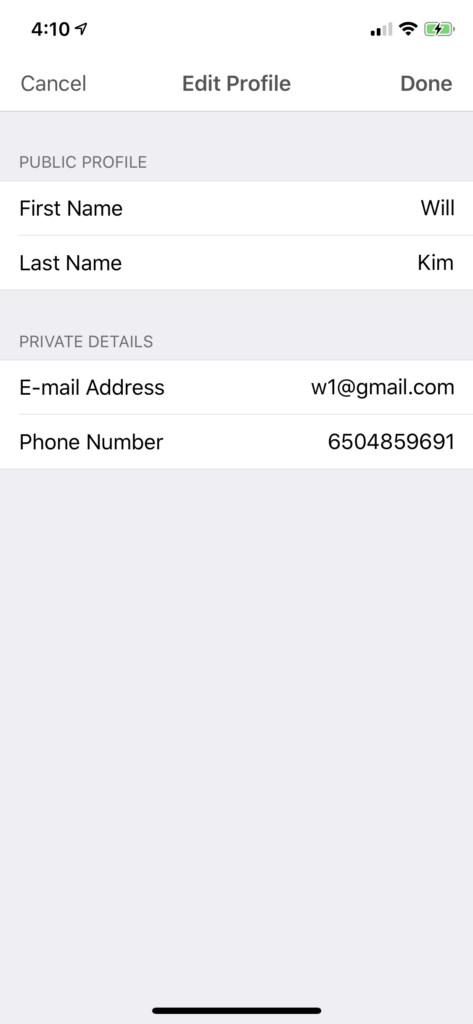 4:10
Cancel Edit Profile Done
PUBLIC PROFILE
First Name Will
Last Name Kim
PRIVATE DETAILS
E-mail Address w1@gmail.com
Phone Number 6504859691